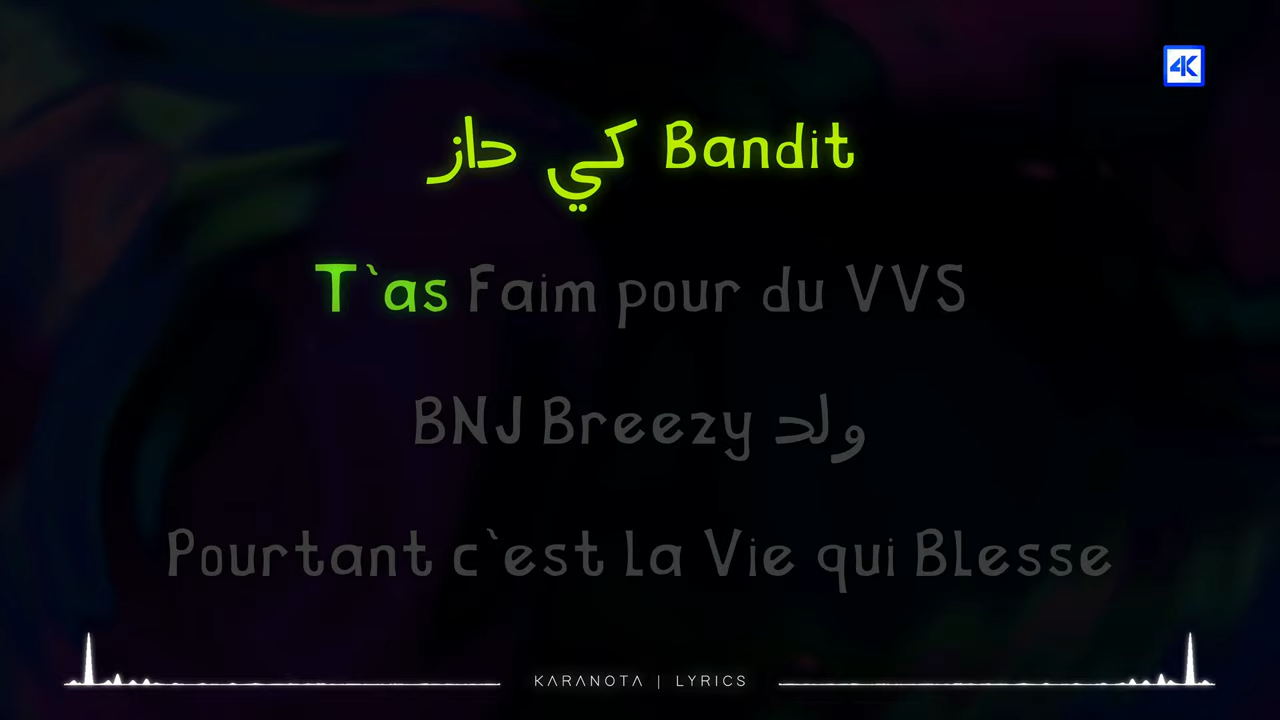 4K
كي داز Bandit
T`as Faim pour du VVS
BNJ Breezy ولد
Pourtant c`est la Vie qui Blesse
KARANOTA | LYRICS